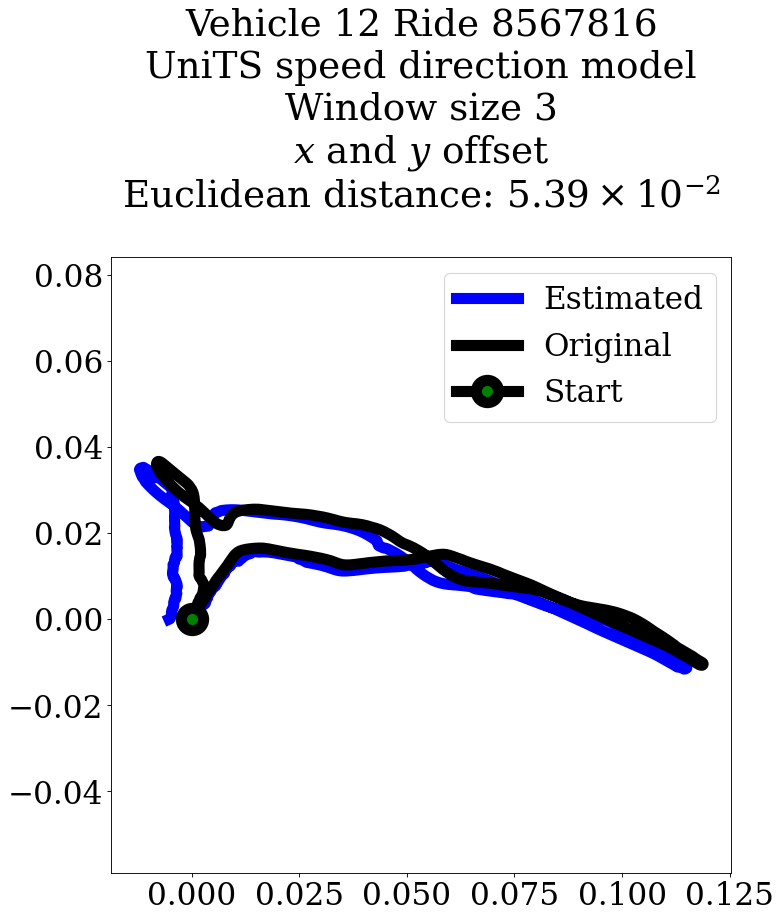 Vehicle 12 Ride 8567816
UniTS speed direction model
Window size 3
x and y offset
Euclidean distance: 5.39 × 10⁻²
Estimated
Original
Start
0.08
0.06
0.04
0.02
0.00
−0.02
−0.04
0.000 0.025 0.050 0.075 0.100 0.125